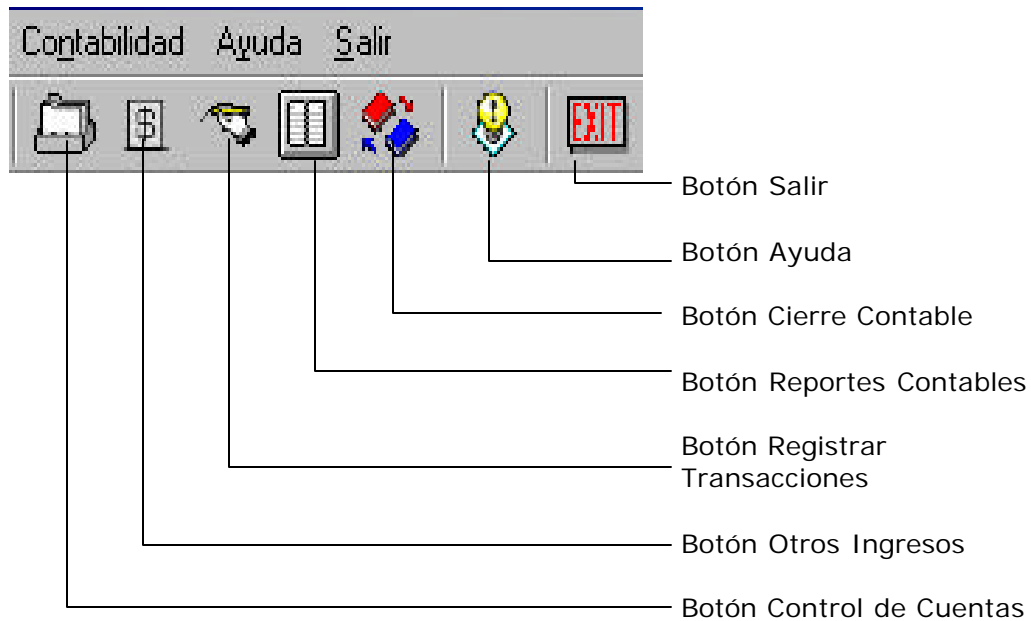 Contabilidad Ayuda Salir
$ EXIT
Botón Salir
Botón Ayuda
Botón Cierre Contable
Botón Reportes Contables
Botón Registrar
Transacciones
Botón Otros Ingresos
Botón Control de Cuentas